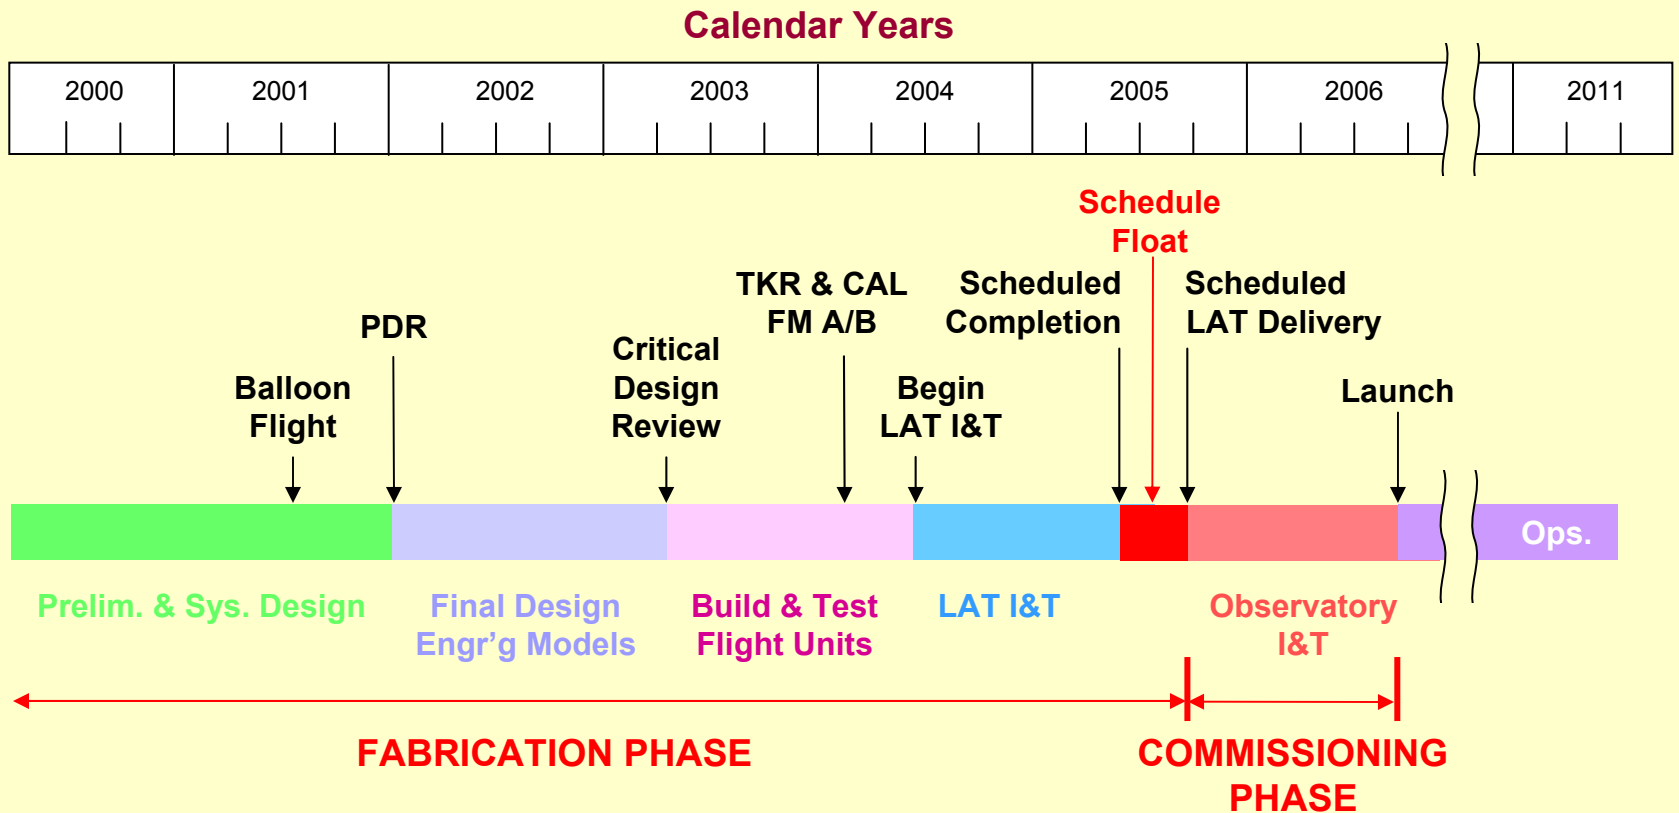 Calendar Years
2000 2001 2002 2003 2004 2005 2006 2011
Schedule
Float
TKR & CAL
FM A/B
Scheduled
Completion
Scheduled
LAT Delivery
PDR
Critical
Design
Review
Balloon
Flight
Begin
LAT I&T
Launch
Ops.
Prelim. & Sys. Design
Final Design
Engr’g Models
Build & Test
Flight Units
LAT I&T
Observatory
I&T
FABRICATION PHASE
COMMISSIONING
PHASE